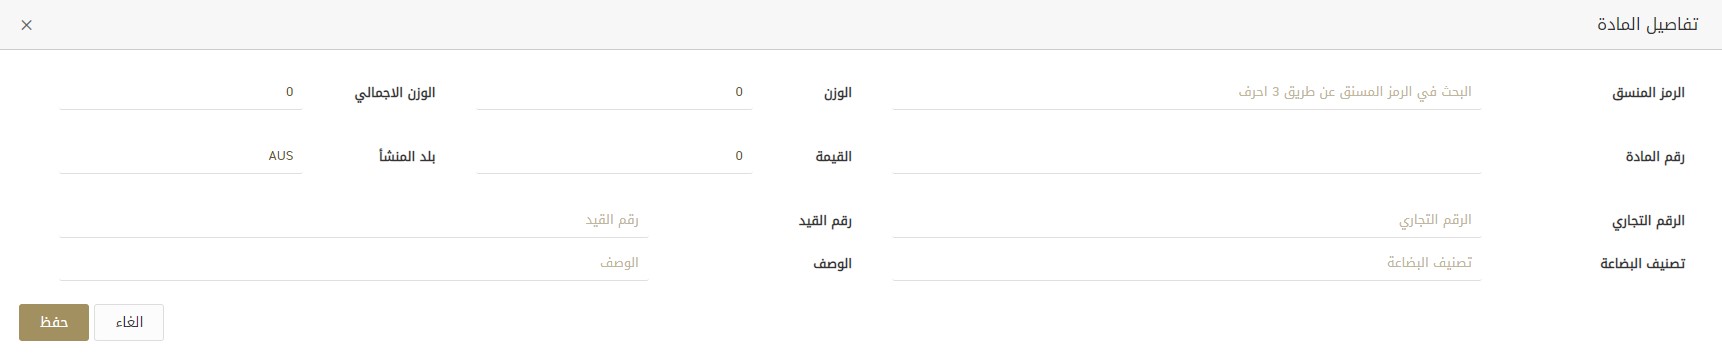 تفاصيل المادة ×
الرمز المنسق البحث في الرمز المسنق عن طريق 3 احرف الوزن 0 الوزن الاجمالي 0
رقم المادة القيمة 0 بلد المنشأ AUS
الرقم التجاري الرقم التجاري رقم القيد رقم القيد
تصنيف البضاعة تصنيف البضاعة الوصف الوصف
الغاء حفظ